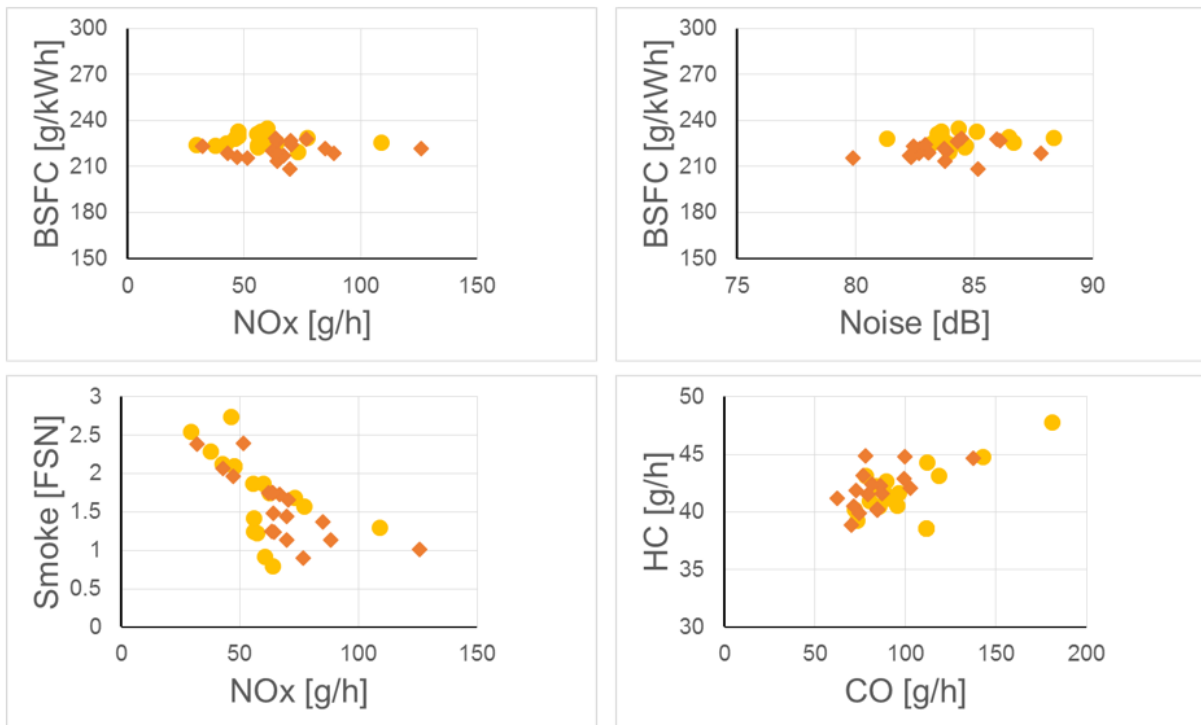 300
270
240
210
180
150
BSFC [g/kWh]
0 50 100 150
NOx [g/h]
300
270
240
210
180
150
BSFC [g/kWh]
75 80 85 90
Noise [dB]
3
2.5
2
1.5
1
0.5
0
Smoke [FSN]
0 50 100 150
NOx [g/h]
50
45
40
35
30
HC [g/h]
0 50 100 150 200
CO [g/h]